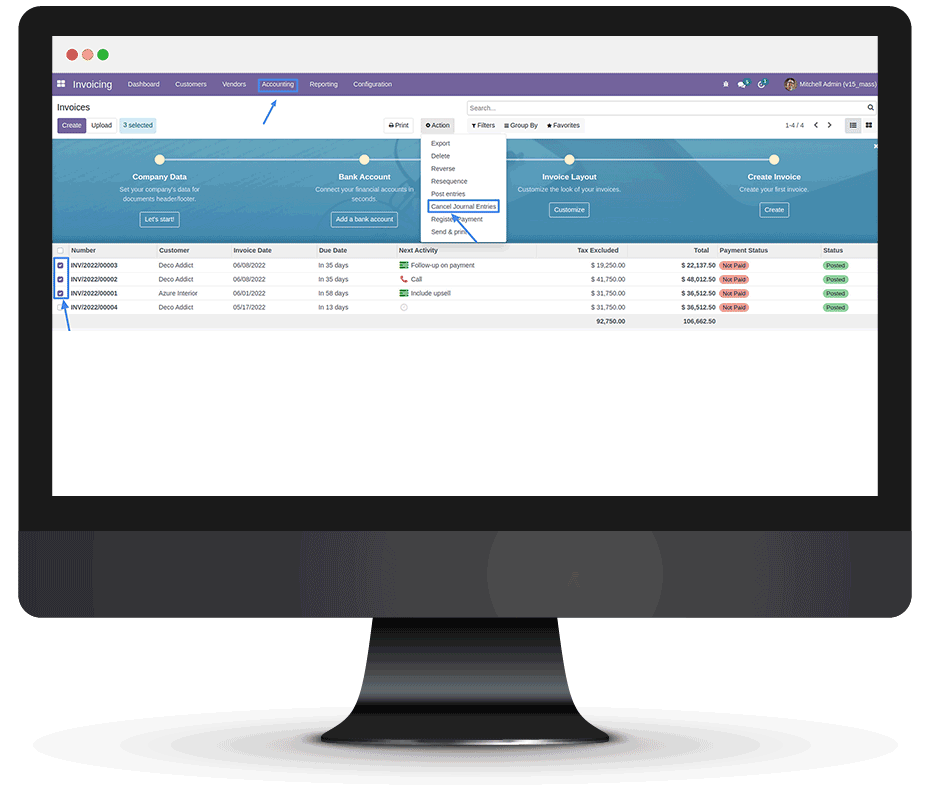 Invoicing Dashboard Customers Vendors Accounting Reporting Configuration 5 1 Mitchell Admin (v15_mass)
Invoices Search...
Create Upload 3 selected Print Action Filters Group By Favorites 1-4 / 4
Export
Delete
Reverse
Resequence
Post entries
Cancel Journal Entries
Register Payment
Send & print
Company Data Bank Account Invoice Layout Create Invoice
Set your company's data for Connect your financial accounts in Customize the look of your invoices. Create your first invoice.
documents header/footer. seconds.
Let's start! Add a bank account Customize Create
Number Customer Invoice Date Due Date Next Activity Tax Excluded Total Payment Status Status
INV/2022/00003 Deco Addict 06/08/2022 In 35 days Follow-up on payment $ 19,250.00 $ 22,137.50 Not Paid Posted
INV/2022/00002 Deco Addict 06/08/2022 In 35 days Call $ 41,750.00 $ 48,012.50 Not Paid Posted
INV/2022/00001 Azure Interior 06/01/2022 In 58 days Include upsell $ 31,750.00 $ 36,512.50 Not Paid Posted
INV/2022/00004 Deco Addict 05/17/2022 In 13 days $ 31,750.00 $ 36,512.50 Not Paid Posted
92,750.00 106,662.50